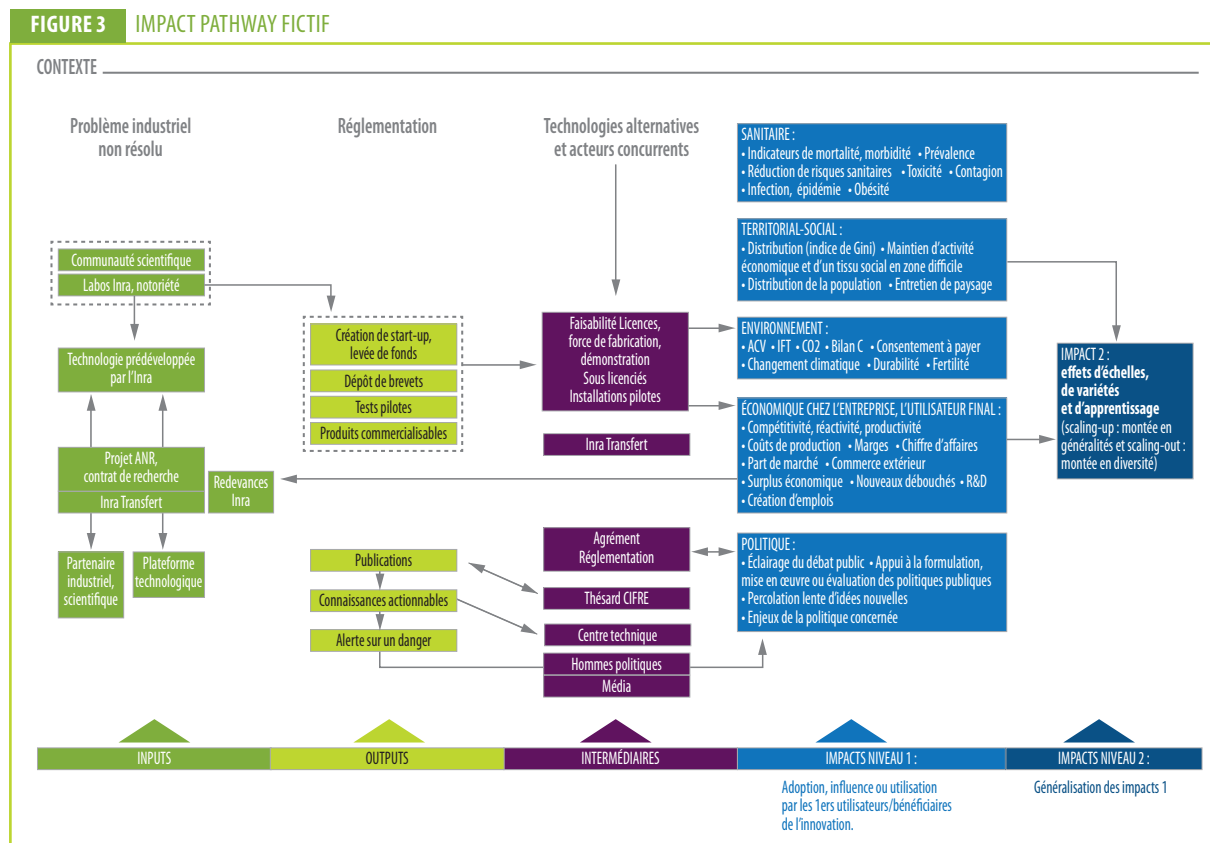 FIGURE 3
IMPACT PATHWAY FICTIF
CONTEXTE
Problème industriel
non résolu
Réglementation
Technologies alternatives
et acteurs concurrents
Communauté scientifique
Labos Inra, notoriété
Technologie prédéveloppée
par l'Inra
Projet ANR,
contrat de recherche
Inra Transfert
Redevances
Inra
Partenaire
industriel,
scientifique
Plateforme
technologique
Création de start-up,
levée de fonds
Dépôt de brevets
Tests pilotes
Produits commercialisables
Publications
Connaissances actionnables
Alerte sur un danger
Faisabilité Licences,
force de fabrication,
démonstration
Sous licenciés
Installations pilotes
Inra Transfert
Agrément
Réglementation
Thésard CIFRE
Centre technique
Hommes politiques
Média
SANITAIRE :
• Indicateurs de mortalité, morbidité • Prévalence
• Réduction de risques sanitaires • Toxicité • Contagion
• Infection, épidémie • Obésité
TERRITORIAL-SOCIAL :
• Distribution (indice de Gini) • Maintien d'activité
économique et d'un tissu social en zone difficile
• Distribution de la population • Entretien de paysage
ENVIRONNEMENT :
• ACV • IFT • CO2 • Bilan C • Consentement à payer
• Changement climatique • Durabilité • Fertilité
ÉCONOMIQUE CHEZ L'ENTREPRISE, L'UTILISATEUR FINAL :
• Compétitivité, réactivité, productivité
• Coûts de production • Marges • Chiffre d'affaires
• Part de marché • Commerce extérieur
• Surplus économique • Nouveaux débouchés • R&D
• Création d'emplois
POLITIQUE :
• Éclairage du débat public • Appui à la formulation,
mise en œuvre ou évaluation des politiques publiques
• Percolation lente d'idées nouvelles
• Enjeux de la politique concernée
IMPACT 2 :
effets d'échelles,
de variétés
et d'apprentissage
(scaling-up : montée en
généralités et scaling-out :
montée en diversité)
INPUTS
OUTPUTS
INTERMÉDIAIRES
IMPACTS NIVEAU 1 :
IMPACTS NIVEAU 2 :
Adoption, influence ou utilisation
par les 1ers utilisateurs/bénéficiaires
de l'innovation.
Généralisation des impacts 1